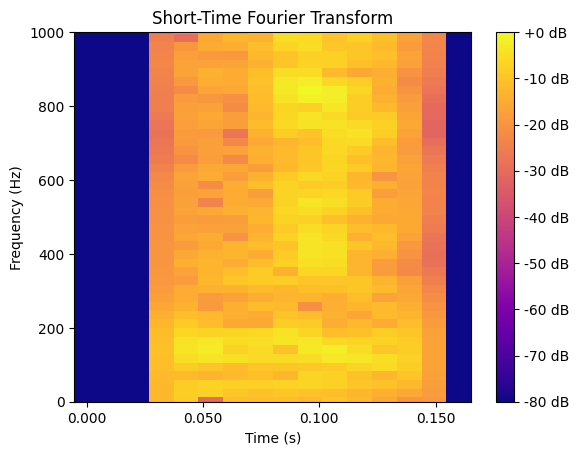 Short-Time Fourier Transform
1000
800
600
400
200
0
Frequency (Hz)
0.000
0.050
0.100
0.150
Time (s)
+0 dB
-10 dB
-20 dB
-30 dB
-40 dB
-50 dB
-60 dB
-70 dB
-80 dB